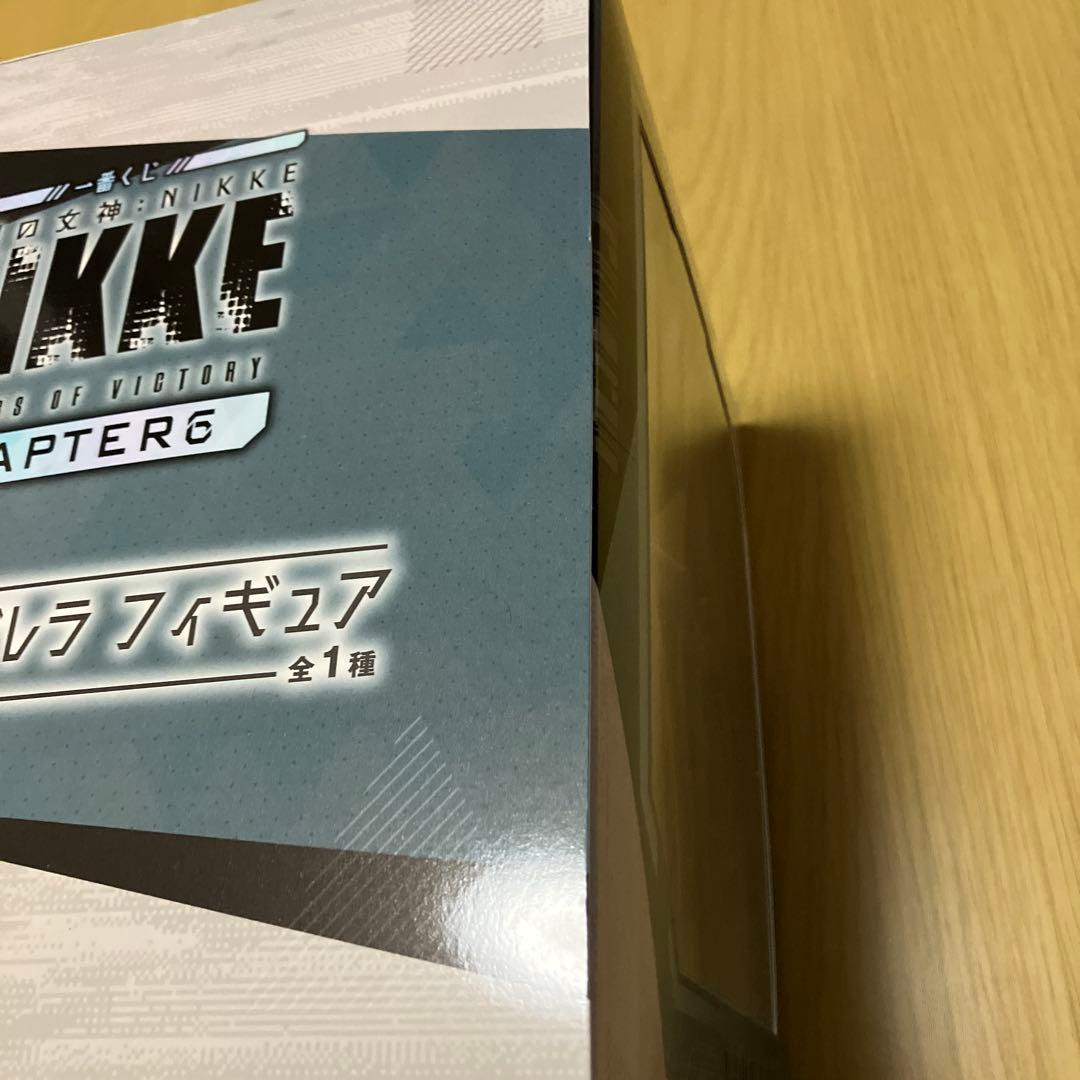 一番くじ
の女神:NIKKE
IKKE
OF VICTORY
APTER6
レラ フィギュア
全1種